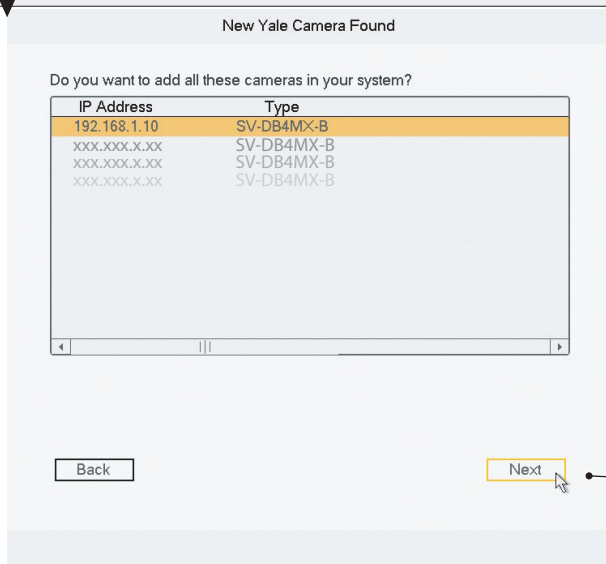 New Yale Camera Found
Do you want to add all these cameras in your system?
IP Address Type
192.168.1.10 SV-DB4MX-B
xxx.xxx.x.xx SV-DB4MX-B
xxx.xxx.x.xx SV-DB4MX-B
xxx.xxx.x.xx SV-DB4MX-B
Back Next